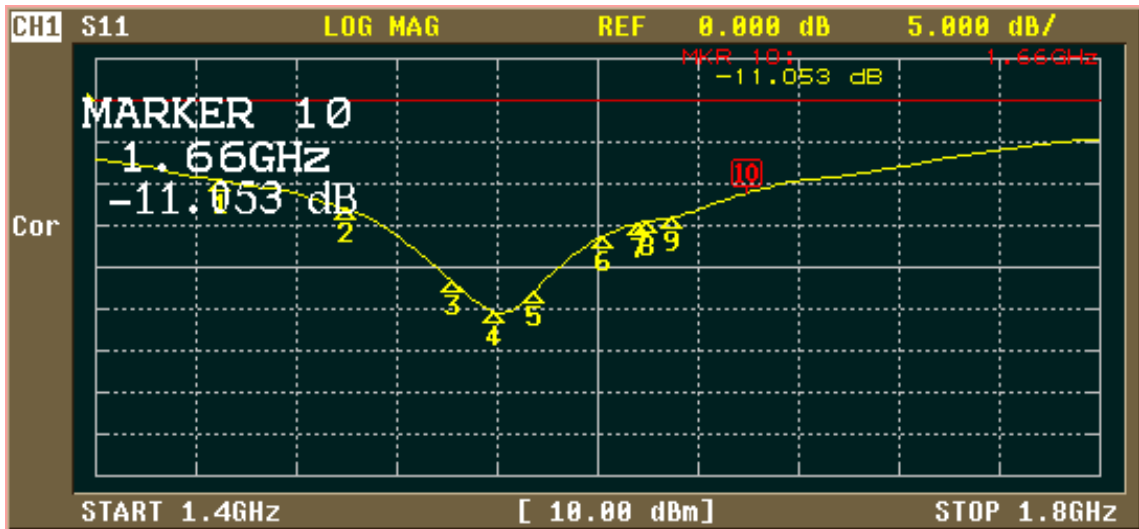 CH1 S11 LOG MAG REF 0.000 dB 5.000 dB/
MKR 10: 1.66GHz
-11.053 dB
MARKER 10
1.66GHz
-11.053 dB
10
1
2
3
4
5
6
7
8
9
Cor
START 1.4GHz [ 10.00 dBm] STOP 1.8GHz